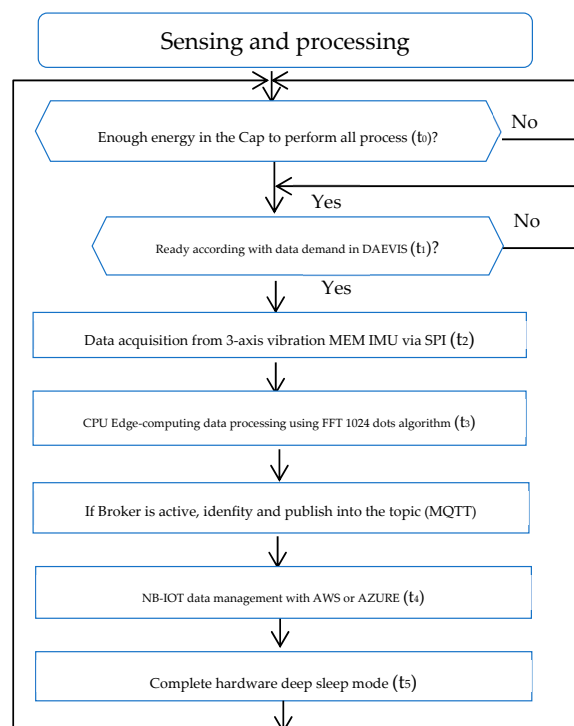 Sensing and processing
Enough energy in the Cap to perform all process (t0)?
No
Yes
Ready according with data demand in DAEVIS (t1)?
No
Yes
Data acquisition from 3-axis vibration MEM IMU via SPI (t2)
CPU Edge-computing data processing using FFT 1024 dots algorithm (t3)
If Broker is active, idenfity and publish into the topic (MQTT)
NB-IOT data management with AWS or AZURE (t4)
Complete hardware deep sleep mode (t5)